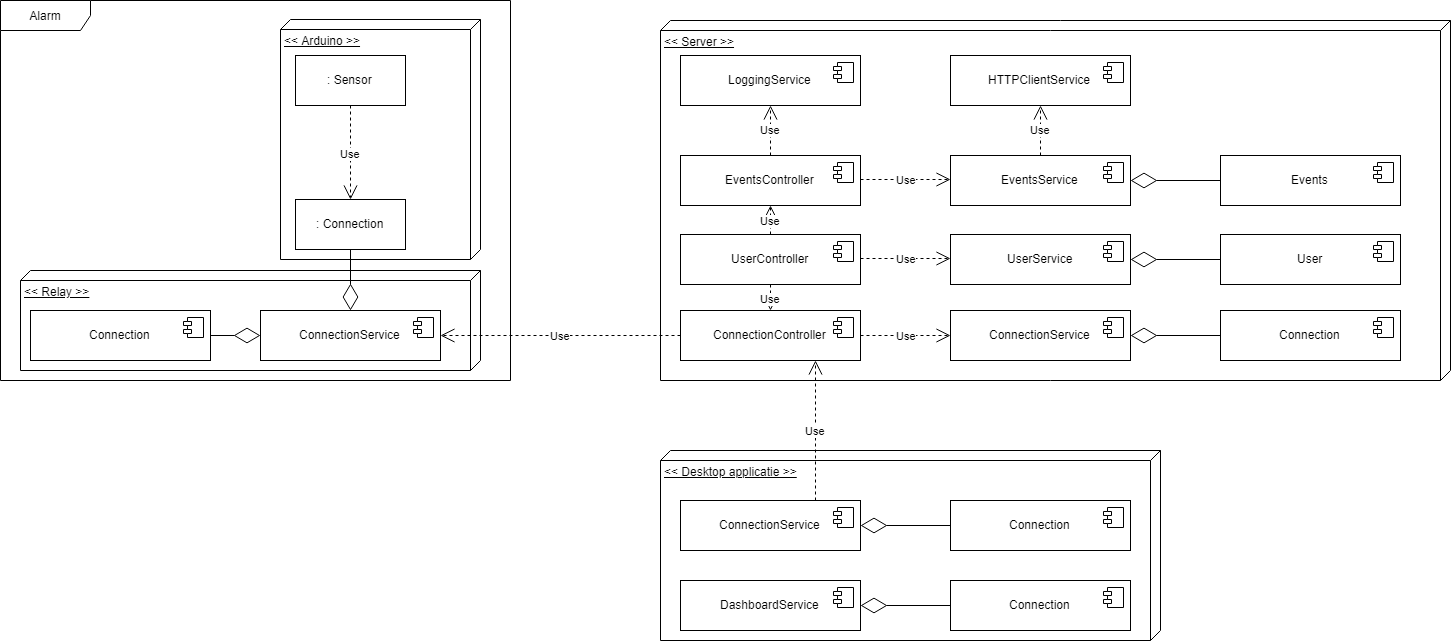 Alarm
<< Arduino >>
: Sensor
Use
: Connection
<< Relay >>
Connection
ConnectionService
Use
<< Server >>
LoggingService
HTTPClientService
Use
Use
EventsController
Use
EventsService
Events
Use
UserController
Use
UserService
User
Use
ConnectionController
Use
ConnectionService
Connection
Use
<< Desktop applicatie >>
ConnectionService
Connection
DashboardService
Connection